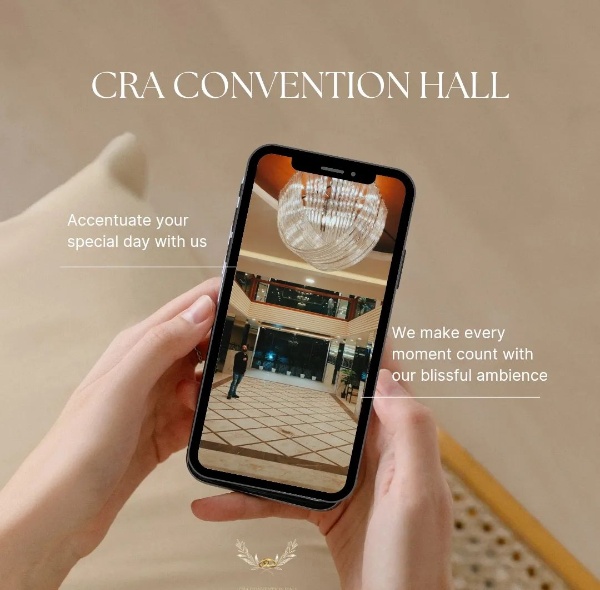 CRA CONVENTION HALL
Accentuate your
special day with us
We make every
moment count with
our blissful ambience